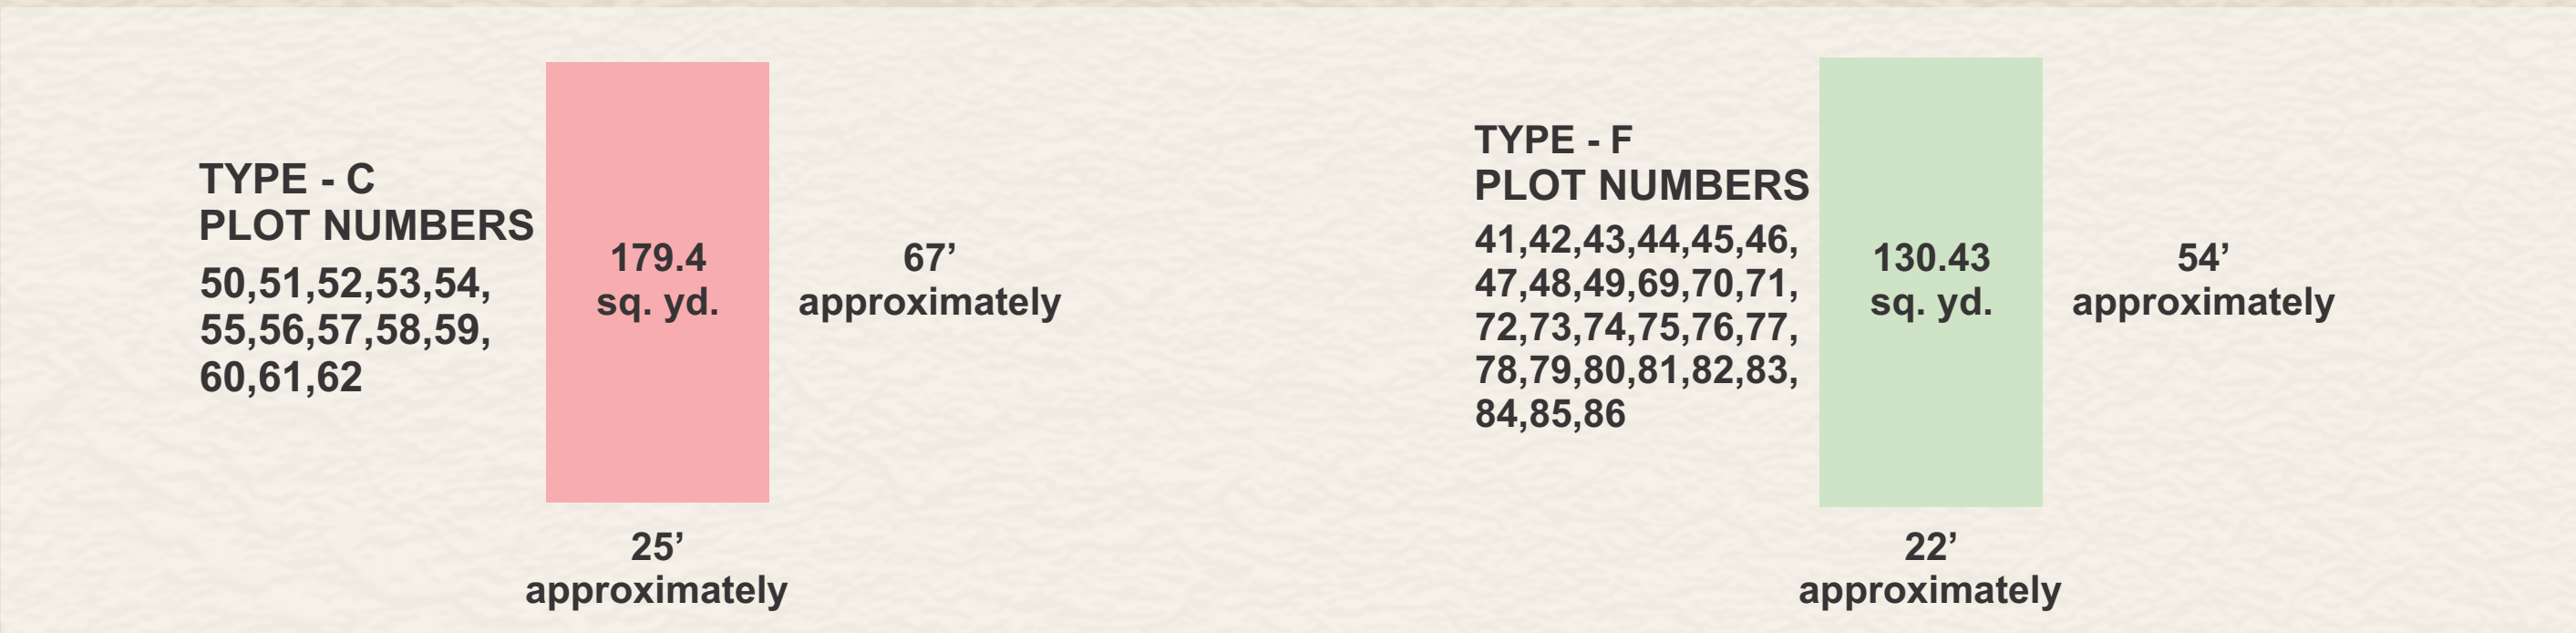 TYPE - C
PLOT NUMBERS
50,51,52,53,54,
55,56,57,58,59,
60,61,62
179.4
sq. yd.
67’
approximately
25’
approximately
TYPE - F
PLOT NUMBERS
41,42,43,44,45,46,
47,48,49,69,70,71,
72,73,74,75,76,77,
78,79,80,81,82,83,
84,85,86
130.43
sq. yd.
54’
approximately
22’
approximately